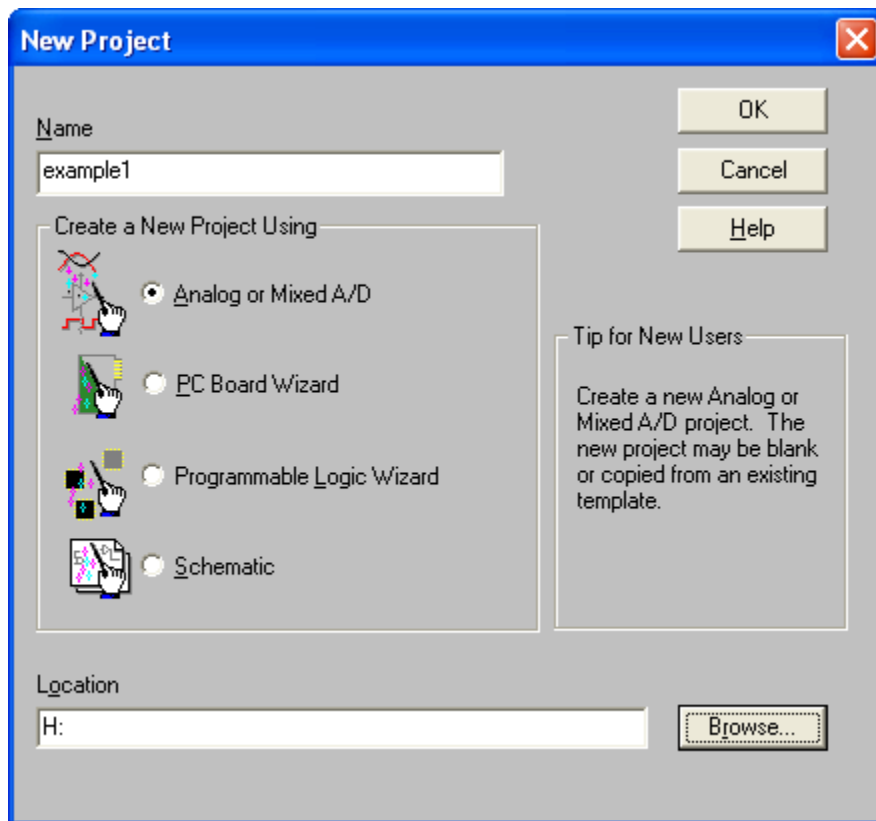 New Project
Name
example1
OK
Cancel
Help
Create a New Project Using
Analog or Mixed A/D
PC Board Wizard
Programmable Logic Wizard
Schematic
Tip for New Users
Create a new Analog or
Mixed A/D project. The
new project may be blank
or copied from an existing
template.
Location
H:
Browse...